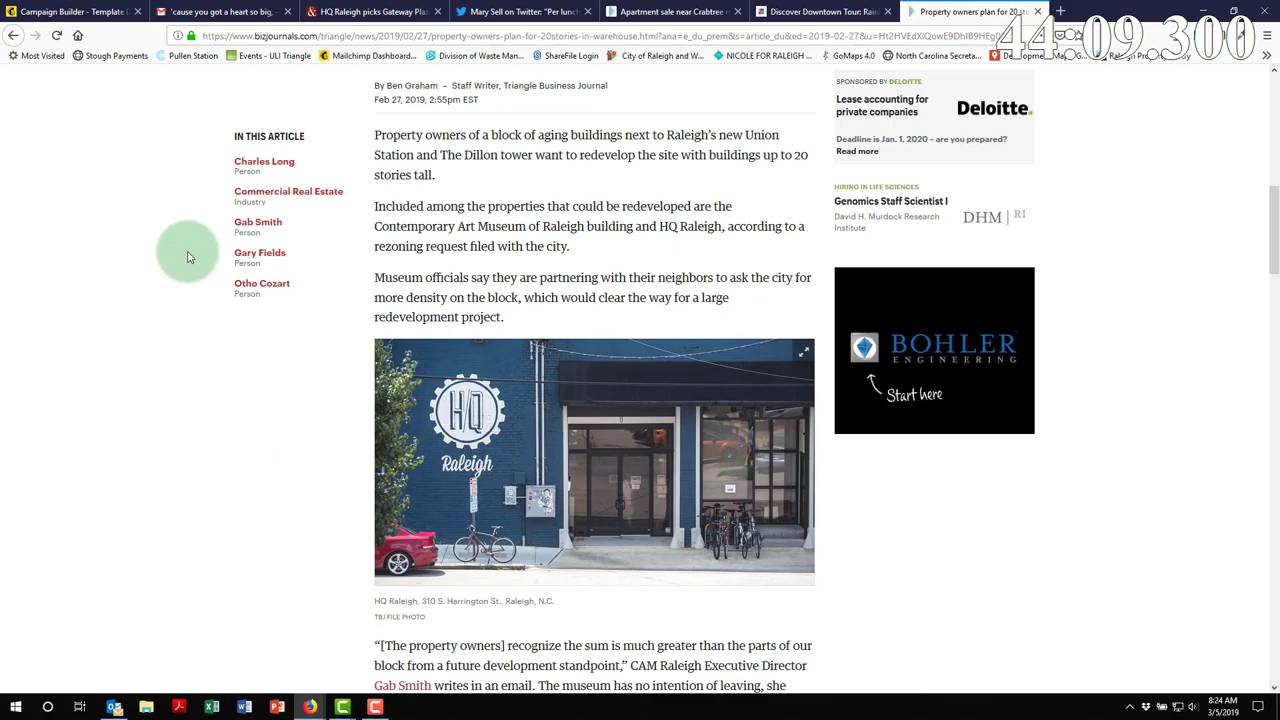 Campaign Builder - Template D
'cause you got a heart so big...
HQ Raleigh picks Gateway Plaz
Mary Sell on Twitter: "Per lunch
Apartment sale near Crabtree m
Discover Downtown Tour: Rain
Property owners plan for 20 sto
44:09.300
https://www.bizjournals.com/triangle/news/2019/02/27/property-owners-plan-for-20stories-in-warehouse.html?ana=e_du_prem&s=article_du&ed=2019-02-27&u=Ht2HVEdXIQowE9DhIB9HEg
Most Visited
Stough Payments
Pullen Station
Events - ULI Triangle
Mailchimp Dashboard...
Division of Waste Man...
ShareFile Login
City of Raleigh and W...
NICOLE FOR RALEIGH ...
GoMaps 4.0
North Carolina Secreta...
By Ben Graham – Staff Writer, Triangle Business Journal
Feb 27, 2019, 2:55pm EST
IN THIS ARTICLE
Charles Long
Person
Commercial Real Estate
Industry
Gab Smith
Person
Gary Fields
Person
Otho Cozart
Person
Property owners of a block of aging buildings next to Raleigh's new Union
Station and The Dillon tower want to redevelop the site with buildings up to 20
stories tall.
Included among the properties that could be redeveloped are the
Contemporary Art Museum of Raleigh building and HQ Raleigh, according to a
rezoning request filed with the city.
Museum officials say they are partnering with their neighbors to ask the city for
more density on the block, which would clear the way for a large
redevelopment project.
HQ
Raleigh
HQ Raleigh, 310 S. Harrington St., Raleigh, N.C.
TBJ FILE PHOTO
“[The property owners] recognize the sum is much greater than the parts of our
block from a future development standpoint,” CAM Raleigh Executive Director
Gab Smith writes in an email. The museum has no intention of leaving, she
SPONSORED BY DELOITTE
Lease accounting for
private companies
Deloitte.
Deadline is Jan. 1, 2020 – are you prepared?
Read more
HIRING IN LIFE SCIENCES
Genomics Staff Scientist I
David H. Murdock Research
Institute
DHM | RI
BOHLER
ENGINEERING
Start here
8:24 AM
3/5/2019